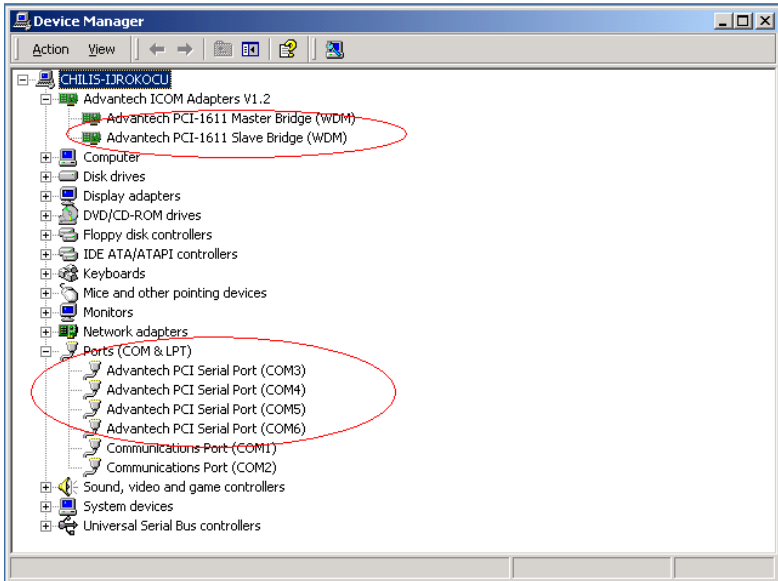 Device Manager
Action View
CHILIS-IJROKOCU
Advantech ICOM Adapters V1.2
Advantech PCI-1611 Master Bridge (WDM)
Advantech PCI-1611 Slave Bridge (WDM)
Computer
Disk drives
Display adapters
DVD/CD-ROM drives
Floppy disk controllers
IDE ATA/ATAPI controllers
Keyboards
Mice and other pointing devices
Monitors
Network adapters
Ports (COM & LPT)
Advantech PCI Serial Port (COM3)
Advantech PCI Serial Port (COM4)
Advantech PCI Serial Port (COM5)
Advantech PCI Serial Port (COM6)
Communications Port (COM1)
Communications Port (COM2)
Sound, video and game controllers
System devices
Universal Serial Bus controllers